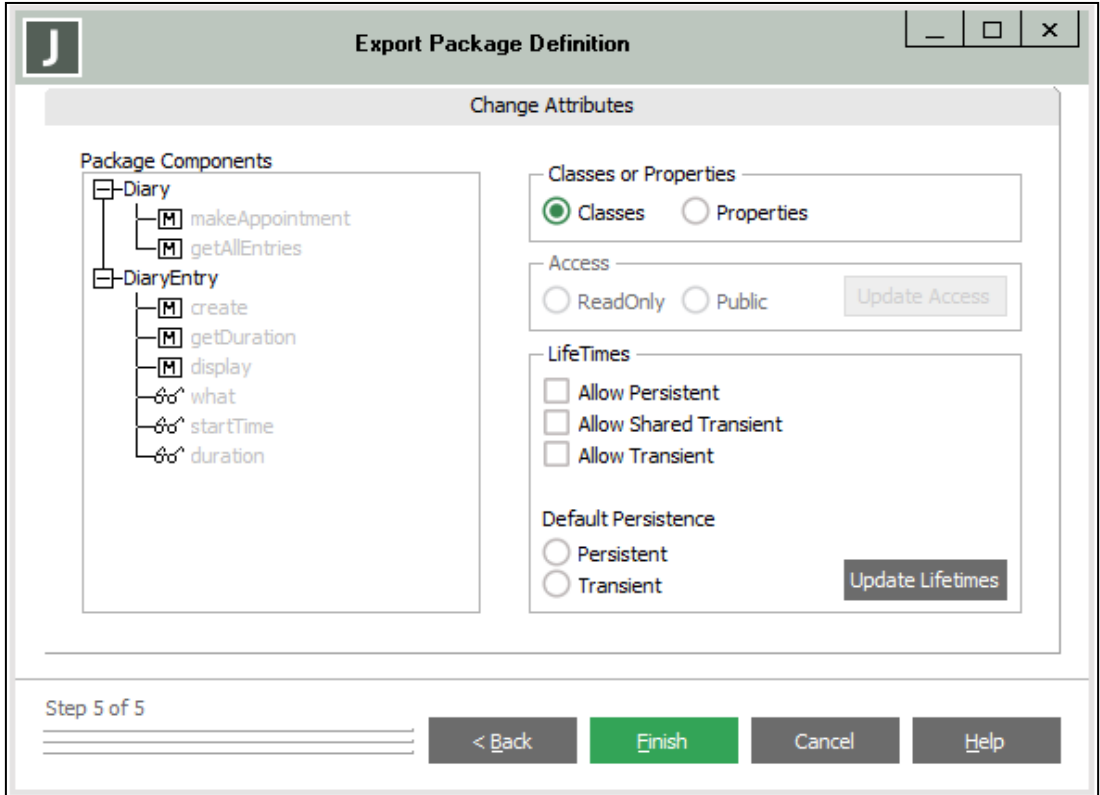 J
Export Package Definition
Change Attributes
Package Components
Diary
M makeAppointment
M getAllEntries
DiaryEntry
M create
M getDuration
M display
what
startTime
duration
Classes or Properties
Classes Properties
Access
ReadOnly Public Update Access
LifeTimes
Allow Persistent
Allow Shared Transient
Allow Transient
Default Persistence
Persistent
Transient
Update Lifetimes
Step 5 of 5
< Back Finish Cancel Help